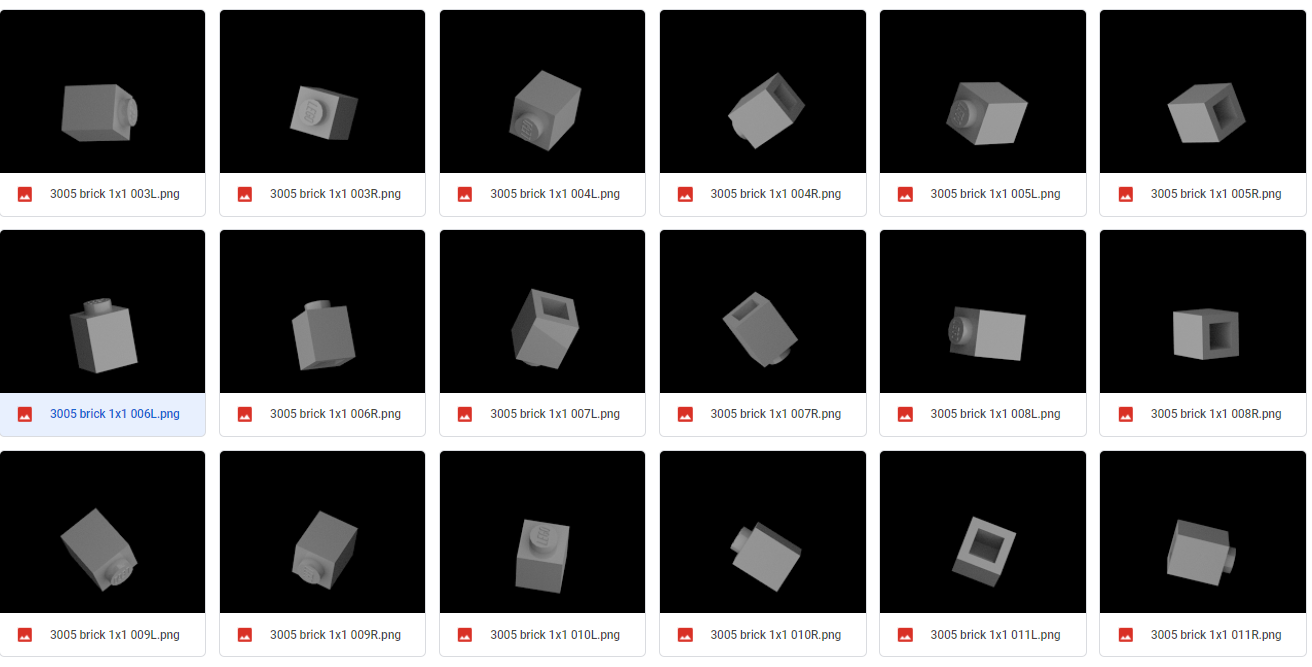 3005 brick 1x1 003L.png
3005 brick 1x1 003R.png
3005 brick 1x1 004L.png
3005 brick 1x1 004R.png
3005 brick 1x1 005L.png
3005 brick 1x1 005R.png
3005 brick 1x1 006L.png
3005 brick 1x1 006R.png
3005 brick 1x1 007L.png
3005 brick 1x1 007R.png
3005 brick 1x1 008L.png
3005 brick 1x1 008R.png
3005 brick 1x1 009L.png
3005 brick 1x1 009R.png
3005 brick 1x1 010L.png
3005 brick 1x1 010R.png
3005 brick 1x1 011L.png
3005 brick 1x1 011R.png